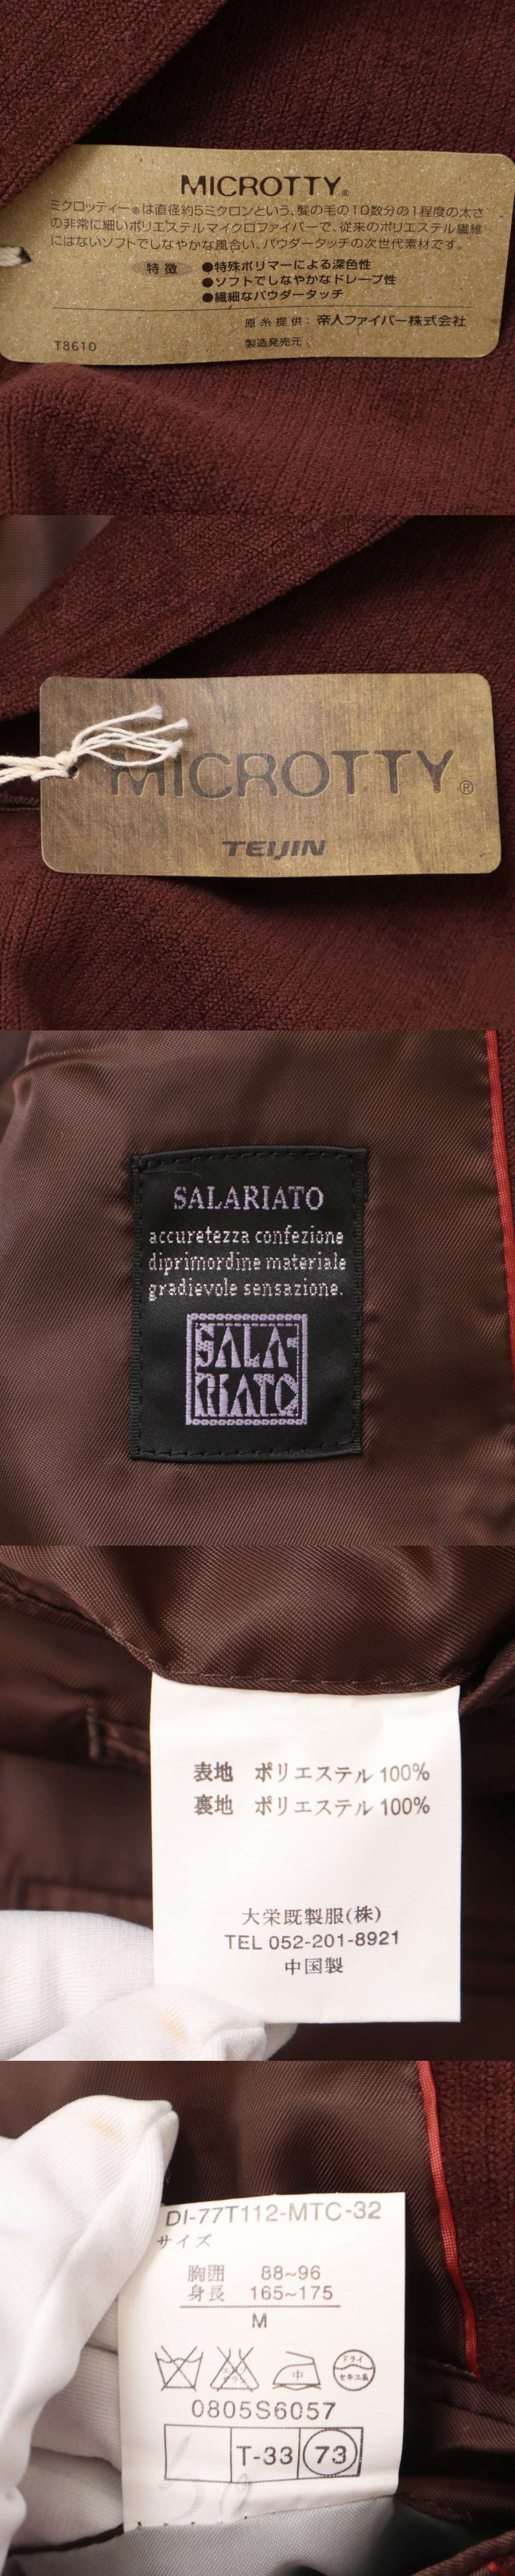 MICROTTY®
ミクロッティー®は直径約5ミクロンという、髪の毛の10数分の1程度の太さ
の非常に細いポリエステルマイクロファイバーで、従来のポリエステル繊維
にはないソフトでしなやかな風合い、パウダータッチの次世代素材です。
特徴 ●特殊ポリマーによる深色性
●ソフトでしなやかなドレープ性
●繊細なパウダータッチ
原糸提供：帝人ファイバー株式会社
T8610 製造発売元：
MICROTTY®
TEIJIN
SALARIATO
accuretezza confezione
diprimordine materiale
gradievole sensazione.
SALA-
RIATO
表地 ポリエステル 100%
裏地 ポリエステル 100%
大栄既製服(株)
TEL 052-201-8921
中国製
DI-77T112-MTC-32
サイズ
胸囲 88~96
身長 165~175
M
エンソサラシ 中 ドライ セキユ系
0805S6057
T-33 73